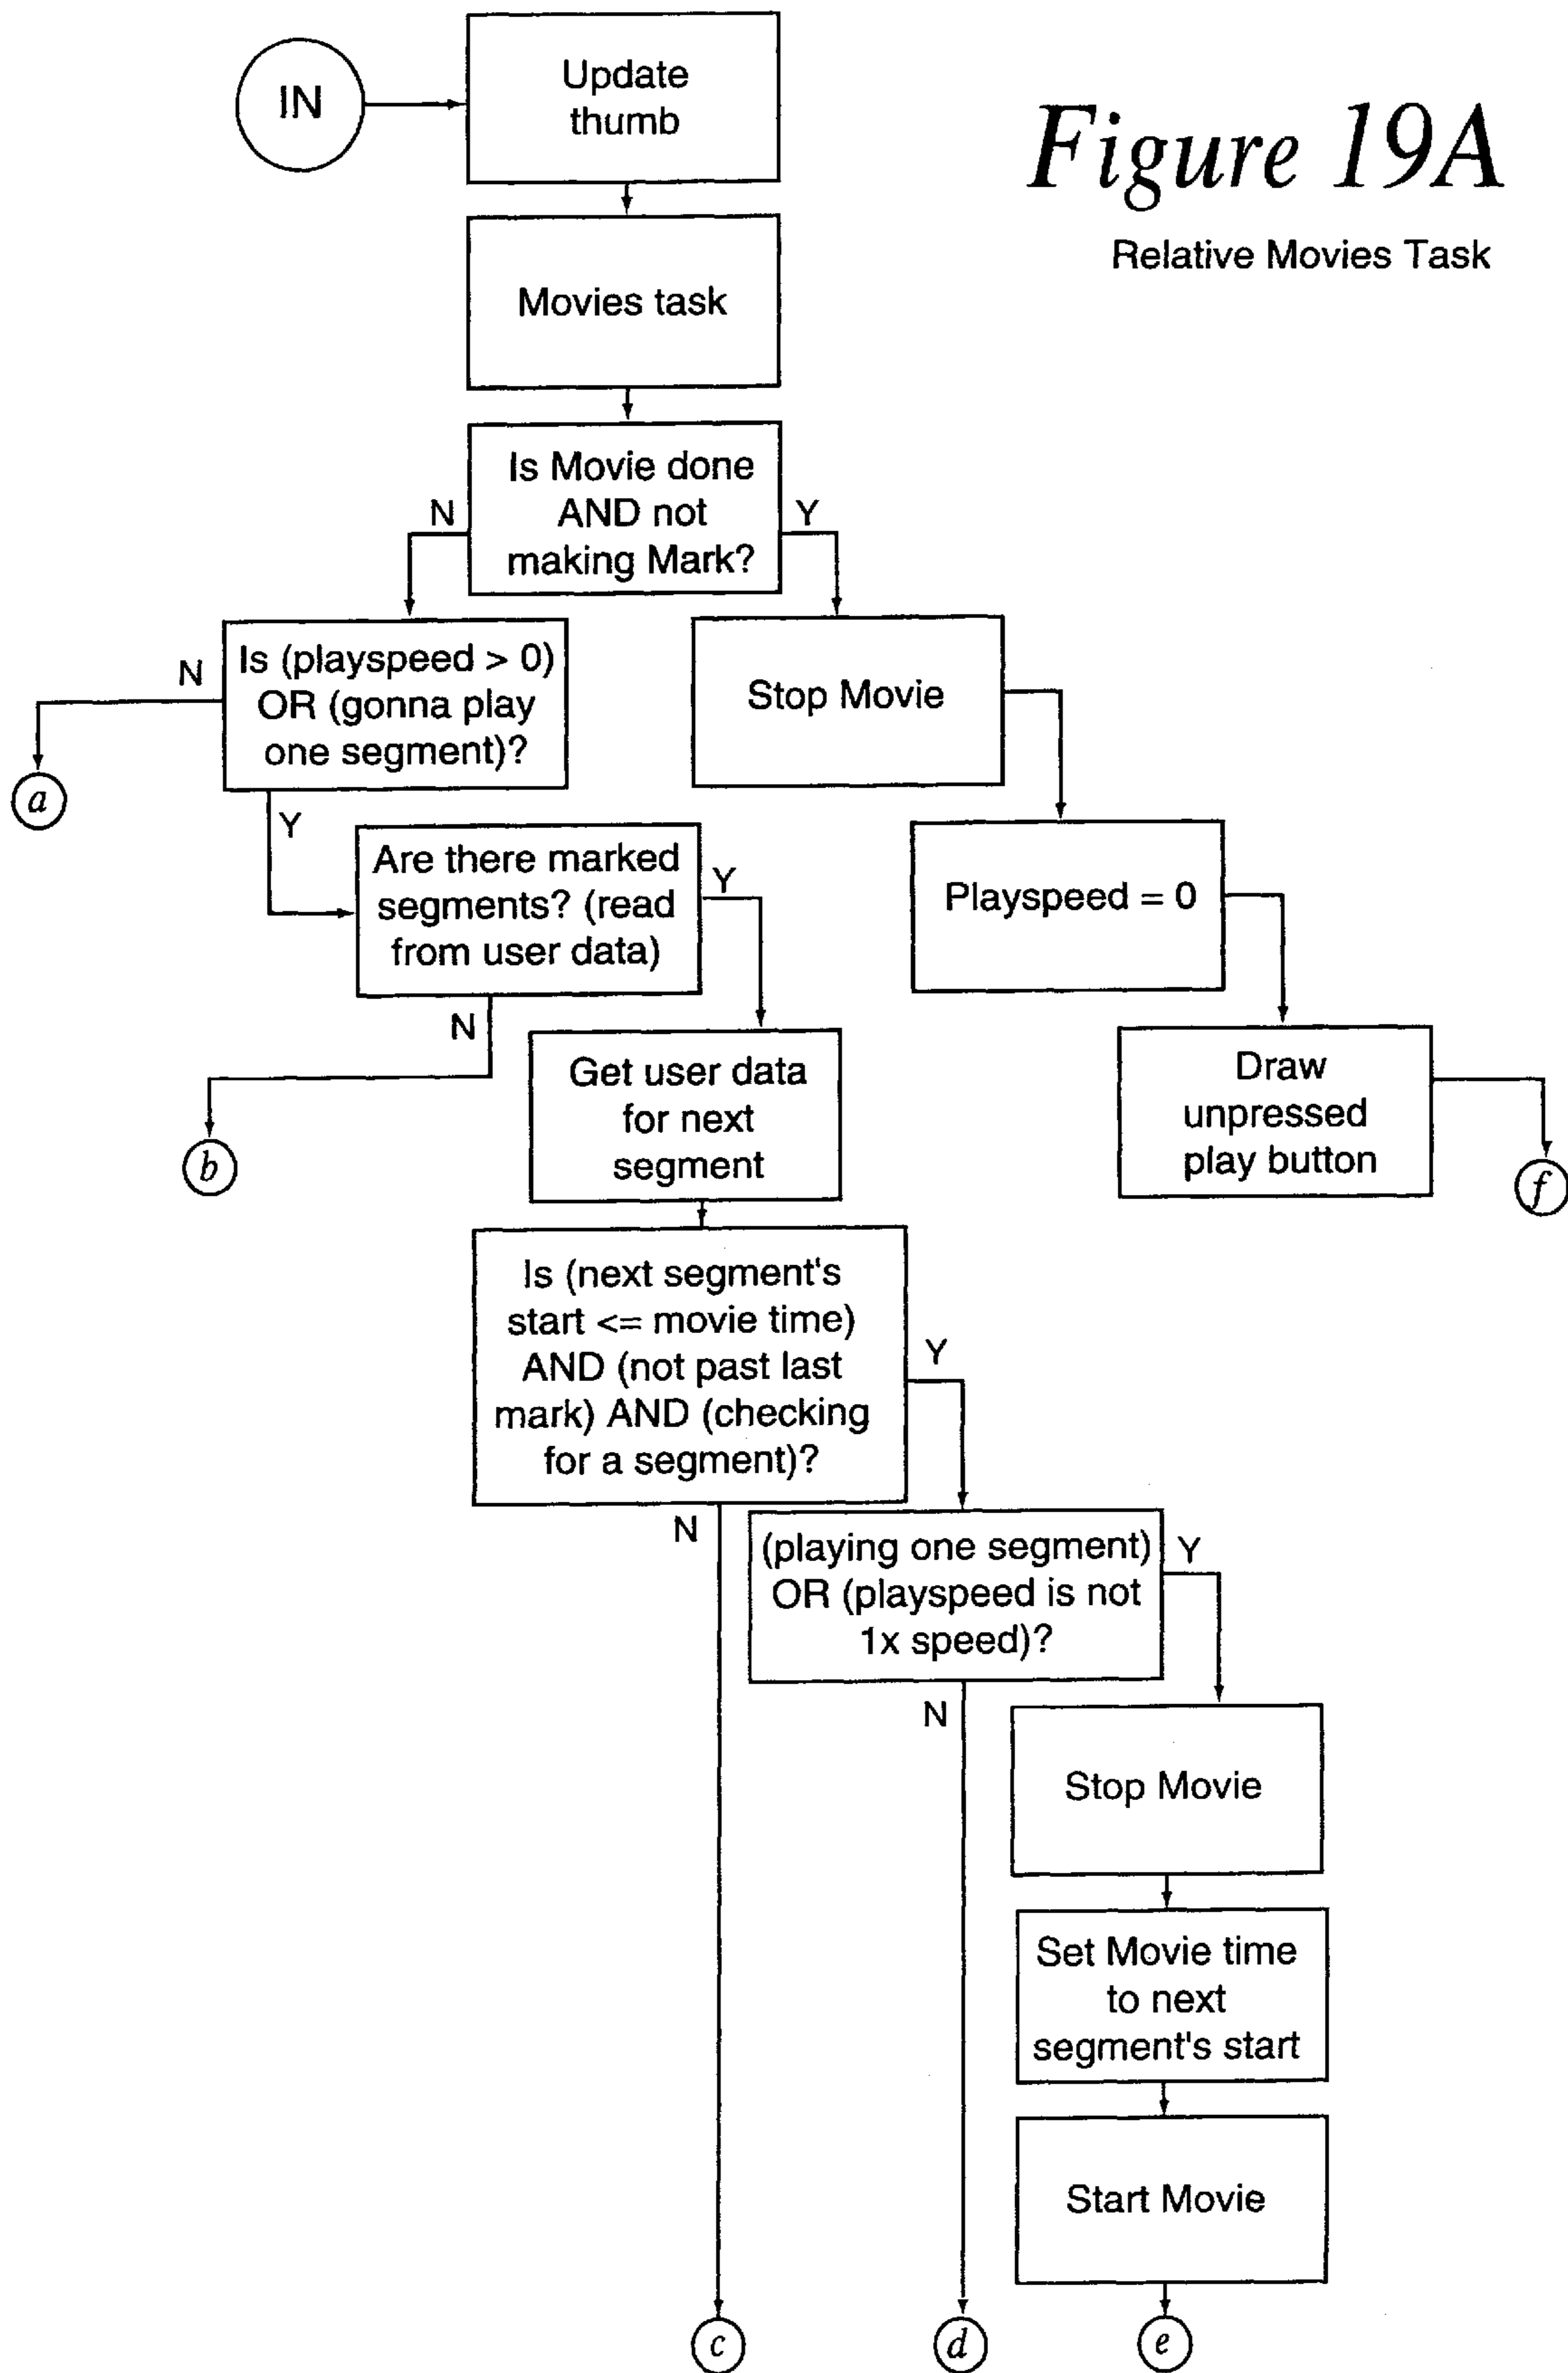 IN
Update
thumb
Figure 19A
Relative Movies Task
Movies task
Is Movie done
AND not
making Mark?
N
Y
Is (playspeed > 0)
OR (gonna play
one segment)?
N
Y
a
Stop Movie
Are there marked
segments? (read
from user data)
Y
N
b
Playspeed = 0
Get user data
for next
segment
Draw
unpressed
play button
f
Is (next segment's
start <= movie time)
AND (not past last
mark) AND (checking
for a segment)?
Y
N
(playing one segment)
OR (playspeed is not
1x speed)?
Y
N
Stop Movie
Set Movie time
to next
segment's start
Start Movie
c
d
e